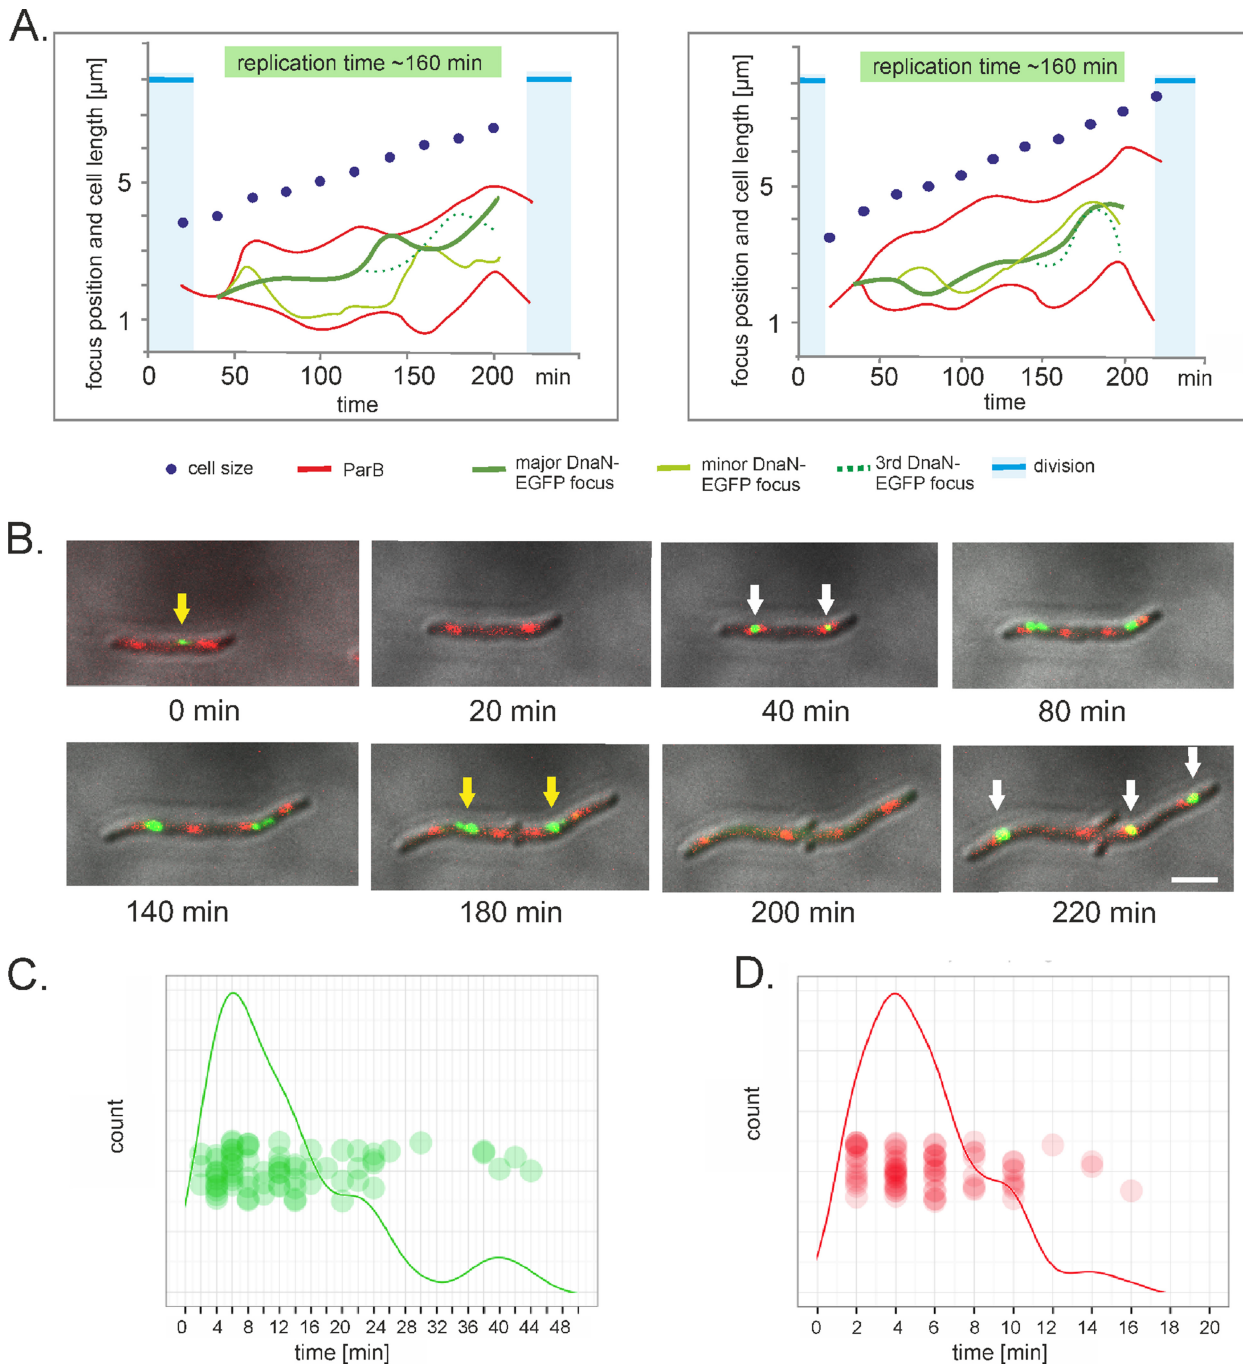 A.
replication time ~160 min
focus position and cell length [µm]
5
1
0 50 100 150 200 min
time
replication time ~160 min
focus position and cell length [µm]
5
1
0 50 100 150 200 min
time
cell size
ParB
major DnaN-
EGFP focus
minor DnaN-
EGFP focus
3rd DnaN-
EGFP focus
division
B.
0 min
20 min
40 min
80 min
140 min
180 min
200 min
220 min
C.
count
0 4 6 8 12 16 20 24 28 32 36 40 44 48
time [min]
D.
count
0 2 4 6 8 10 12 14 16 18 20
time [min]